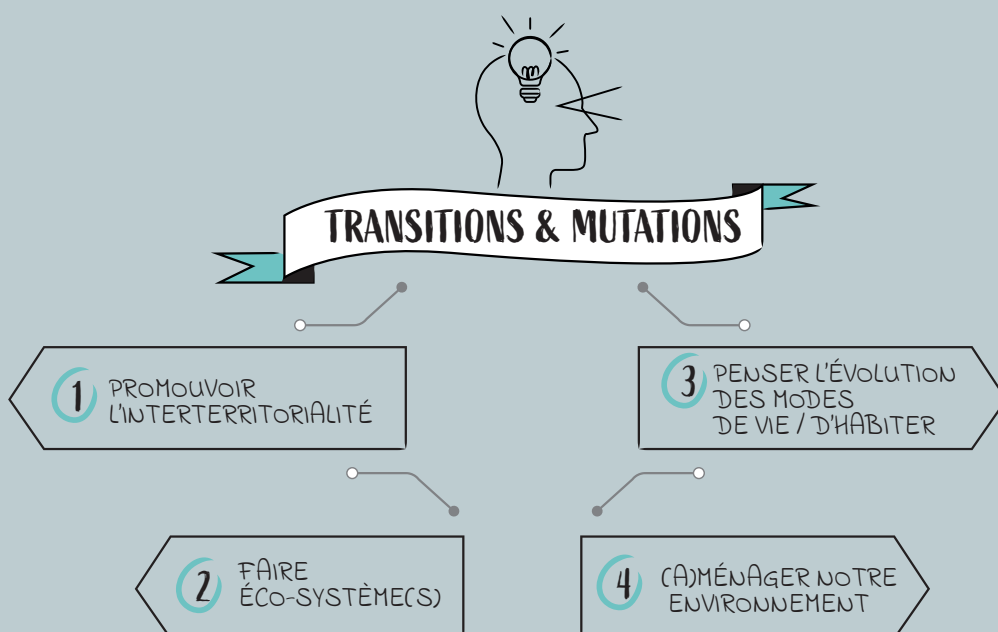 TRANSITIONS & MUTATIONS
1 PROMOUVOIR
L'INTERTERRITORIALITÉ
2 FAIRE
ÉCO-SYSTÈME(S)
3 PENSER L'ÉVOLUTION
DES MODES
DE VIE / D'HABITER
4 (A)MÉNAGER NOTRE
ENVIRONNEMENT